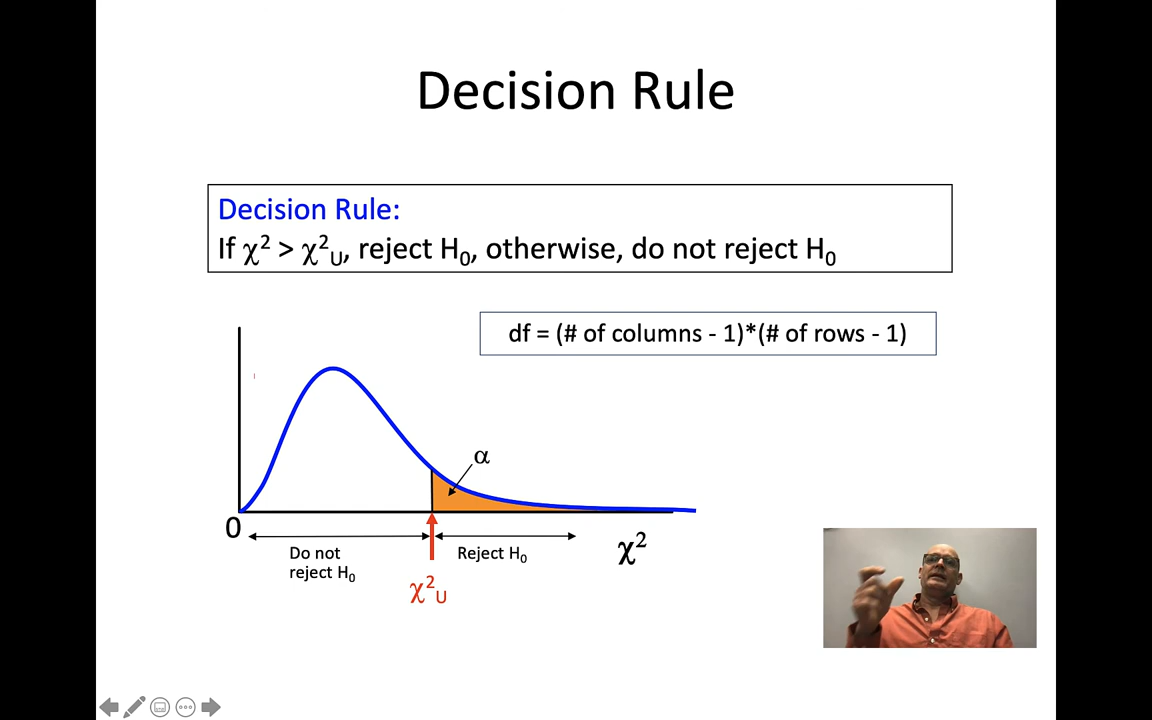 Decision Rule
Decision Rule:
If χ² > χ²U, reject H₀, otherwise, do not reject H₀
df = (# of columns - 1)*(# of rows - 1)
α
0
Do not
reject H₀
Reject H₀
χ²
χ²U